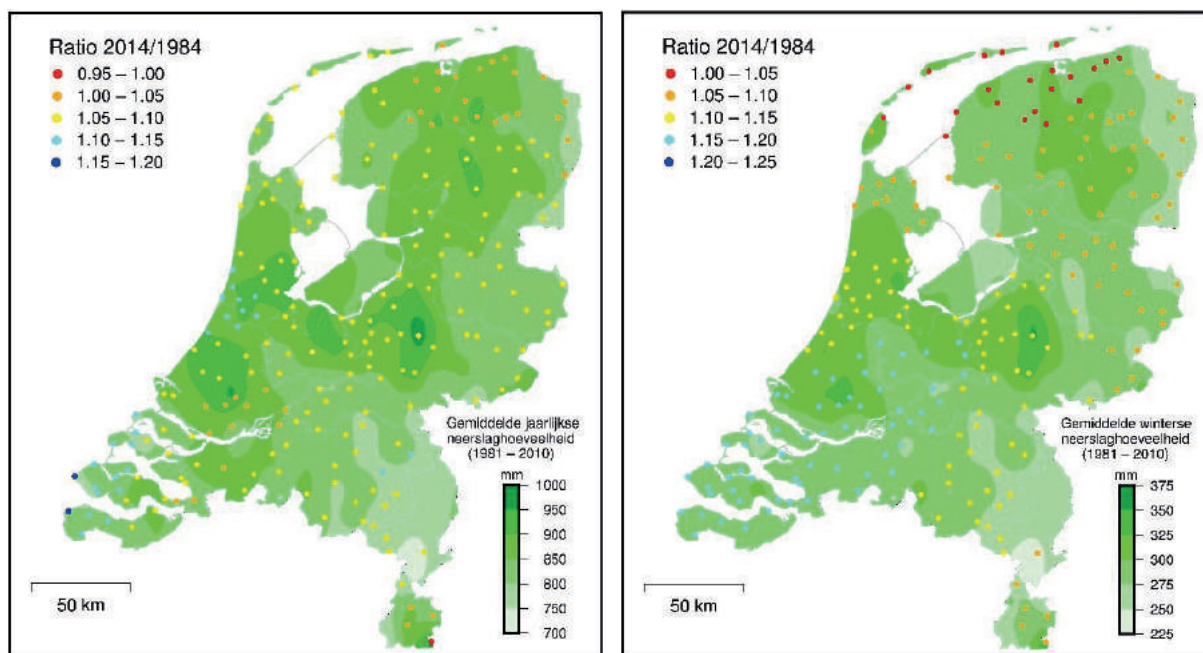 Ratio 2014/1984
0.95 – 1.00
1.00 – 1.05
1.05 – 1.10
1.10 – 1.15
1.15 – 1.20
Gemiddelde jaarlijkse
neerslaghoeveelheid
(1981 – 2010)
mm
1000
950
900
850
800
750
700
50 km
Ratio 2014/1984
1.00 – 1.05
1.05 – 1.10
1.10 – 1.15
1.15 – 1.20
1.20 – 1.25
Gemiddelde winterse
neerslaghoeveelheid
(1981 – 2010)
mm
375
350
325
300
275
250
225
50 km